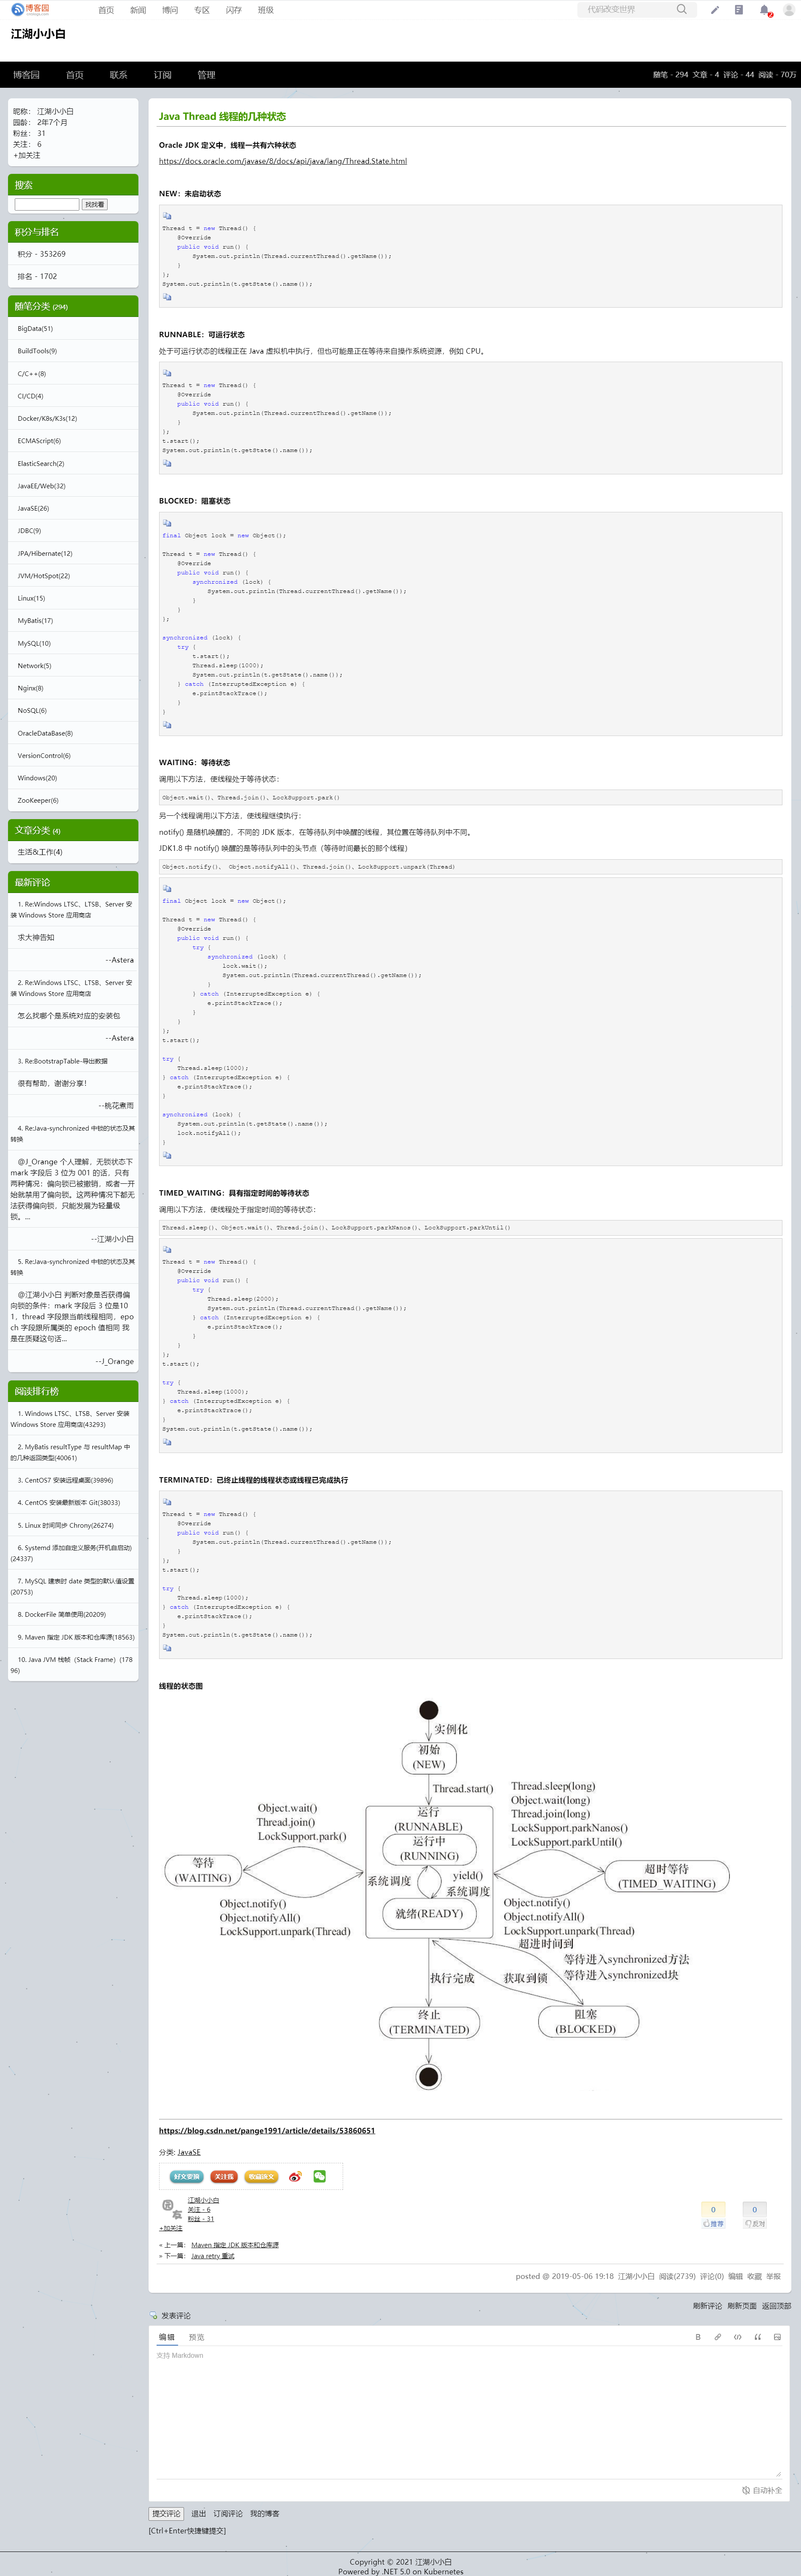 博客园
首页 新闻 博问 专区 闪存 班级
代码改变世界
2
江湖小小白
博客园 首页 联系 订阅 管理
随笔 - 294 文章 - 4 评论 - 44 阅读 - 70万
昵称： 江湖小小白
园龄： 2年7个月
粉丝： 31
关注： 6
+加关注
搜索
找找看
积分与排名
积分 - 353269
排名 - 1702
随笔分类 (294)
BigData(51)
BuildTools(9)
C/C++(8)
CI/CD(4)
Docker/K8s/K3s(12)
ECMAScript(6)
ElasticSearch(2)
JavaEE/Web(32)
JavaSE(26)
JDBC(9)
JPA/Hibernate(12)
JVM/HotSpot(22)
Linux(15)
MyBatis(17)
MySQL(10)
Network(5)
Nginx(8)
NoSQL(6)
OracleDataBase(8)
VersionControl(6)
Windows(20)
ZooKeeper(6)
文章分类 (4)
生活&工作(4)
最新评论
1. Re:Windows LTSC、LTSB、Server 安
装 Windows Store 应用商店
求大神告知
--Astera
2. Re:Windows LTSC、LTSB、Server 安
装 Windows Store 应用商店
怎么找哪个是系统对应的安装包
--Astera
3. Re:BootstrapTable-导出数据
很有帮助，谢谢分享！
--桃花煮雨
4. Re:Java-synchronized 中锁的状态及其
转换
@J_Orange 个人理解，无锁状态下
mark 字段后 3 位为 001 的话，只有
两种情况：偏向锁已被撤销，或者一开
始就禁用了偏向锁。这两种情况下都无
法获得偏向锁，只能发展为轻量级
锁。...
--江湖小小白
5. Re:Java-synchronized 中锁的状态及其
转换
@江湖小小白 判断对象是否获得偏
向锁的条件：mark 字段后 3 位是10
1，thread 字段跟当前线程相同，epo
ch 字段跟所属类的 epoch 值相同 我
是在质疑这句话...
--J_Orange
阅读排行榜
1. Windows LTSC、LTSB、Server 安装
Windows Store 应用商店(43293)
2. MyBatis resultType 与 resultMap 中
的几种返回类型(40061)
3. CentOS7 安装远程桌面(39896)
4. CentOS 安装最新版本 Git(38033)
5. Linux 时间同步 Chrony(26274)
6. Systemd 添加自定义服务(开机自启动)
(24337)
7. MySQL 建表时 date 类型的默认值设置
(20753)
8. DockerFile 简单使用(20209)
9. Maven 指定 JDK 版本和仓库源(18563)
10. Java JVM 栈帧（Stack Frame）(178
96)
Java Thread 线程的几种状态
Oracle JDK 定义中，线程一共有六种状态
https://docs.oracle.com/javase/8/docs/api/java/lang/Thread.State.html
NEW：未启动状态
Thread t = new Thread() {
@Override
public void run() {
System.out.println(Thread.currentThread().getName());
}
};
System.out.println(t.getState().name());
RUNNABLE：可运行状态
处于可运行状态的线程正在 Java 虚拟机中执行，但也可能是正在等待来自操作系统资源，例如 CPU。
Thread t = new Thread() {
@Override
public void run() {
System.out.println(Thread.currentThread().getName());
}
};
t.start();
System.out.println(t.getState().name());
BLOCKED：阻塞状态
final Object lock = new Object();
Thread t = new Thread() {
@Override
public void run() {
synchronized (lock) {
System.out.println(Thread.currentThread().getName());
}
}
};
synchronized (lock) {
try {
t.start();
Thread.sleep(1000);
System.out.println(t.getState().name());
} catch (InterruptedException e) {
e.printStackTrace();
}
}
WAITING：等待状态
调用以下方法，使线程处于等待状态：
Object.wait()、Thread.join()、LockSupport.park()
另一个线程调用以下方法，使线程继续执行：
notify() 是随机唤醒的，不同的 JDK 版本，在等待队列中唤醒的线程，其位置在等待队列中不同。
JDK1.8 中 notify() 唤醒的是等待队列中的头节点（等待时间最长的那个线程）
Object.notify()、 Object.notifyAll()、Thread.join()、LockSupport.unpark(Thread)
final Object lock = new Object();
Thread t = new Thread() {
@Override
public void run() {
try {
synchronized (lock) {
lock.wait();
System.out.println(Thread.currentThread().getName());
}
} catch (InterruptedException e) {
e.printStackTrace();
}
}
};
t.start();
try {
Thread.sleep(1000);
} catch (InterruptedException e) {
e.printStackTrace();
}
synchronized (lock) {
System.out.println(t.getState().name());
lock.notifyAll();
}
TIMED_WAITING：具有指定时间的等待状态
调用以下方法，使线程处于指定时间的等待状态：
Thread.sleep()、Object.wait()、Thread.join()、LockSupport.parkNanos()、LockSupport.parkUntil()
Thread t = new Thread() {
@Override
public void run() {
try {
Thread.sleep(2000);
System.out.println(Thread.currentThread().getName());
} catch (InterruptedException e) {
e.printStackTrace();
}
}
};
t.start();
try {
Thread.sleep(1000);
} catch (InterruptedException e) {
e.printStackTrace();
}
System.out.println(t.getState().name());
TERMINATED：已终止线程的线程状态或线程已完成执行
Thread t = new Thread() {
@Override
public void run() {
System.out.println(Thread.currentThread().getName());
}
};
t.start();
try {
Thread.sleep(1000);
} catch (InterruptedException e) {
e.printStackTrace();
}
System.out.println(t.getState().name());
线程的状态图
实例化
初始
(NEW)
Thread.start()
Object.wait()
Thread.join()
LockSupport.park()
等待
(WAITING)
Object.notify()
Object.notifyAll()
LockSupport.unpark(Thread)
运行
(RUNNABLE)
运行中
(RUNNING)
系统调度
yield()
系统调度
就绪(READY)
Thread.sleep(long)
Object.wait(long)
Thread.join(long)
LockSupport.parkNanos()
LockSupport.parkUntil()
超时等待
(TIMED_WAITING)
Object.notify()
Object.notifyAll()
LockSupport.unpark(Thread)
超进时间到
等待进入synchronized方法
等待进入synchronized块
执行完成
获取到锁
终止
(TERMINATED)
阻塞
(BLOCKED)
https://blog.csdn.net/pange1991/article/details/53860651
分类: JavaSE
好文要顶 关注我 收藏该文
江湖小小白
关注 - 6
粉丝 - 31
+加关注
0 0
推荐 反对
« 上一篇： Maven 指定 JDK 版本和仓库源
» 下一篇： Java retry 重试
posted @ 2019-05-06 19:18 江湖小小白 阅读(2739) 评论(0) 编辑 收藏 举报
刷新评论 刷新页面 返回顶部
发表评论
编辑 预览
B
支持 Markdown
自动补全
提交评论 退出 订阅评论 我的博客
[Ctrl+Enter快捷键提交]
Copyright © 2021 江湖小小白
Powered by .NET 5.0 on Kubernetes